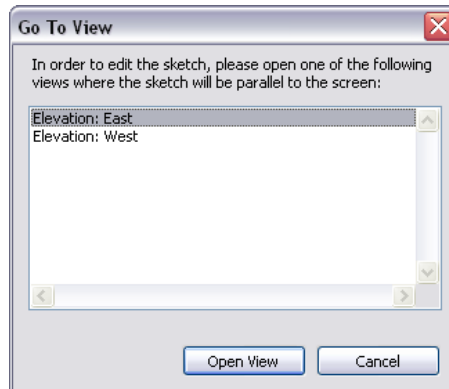 Go To View
In order to edit the sketch, please open one of the following
views where the sketch will be parallel to the screen:
Elevation: East
Elevation: West
Open View
Cancel